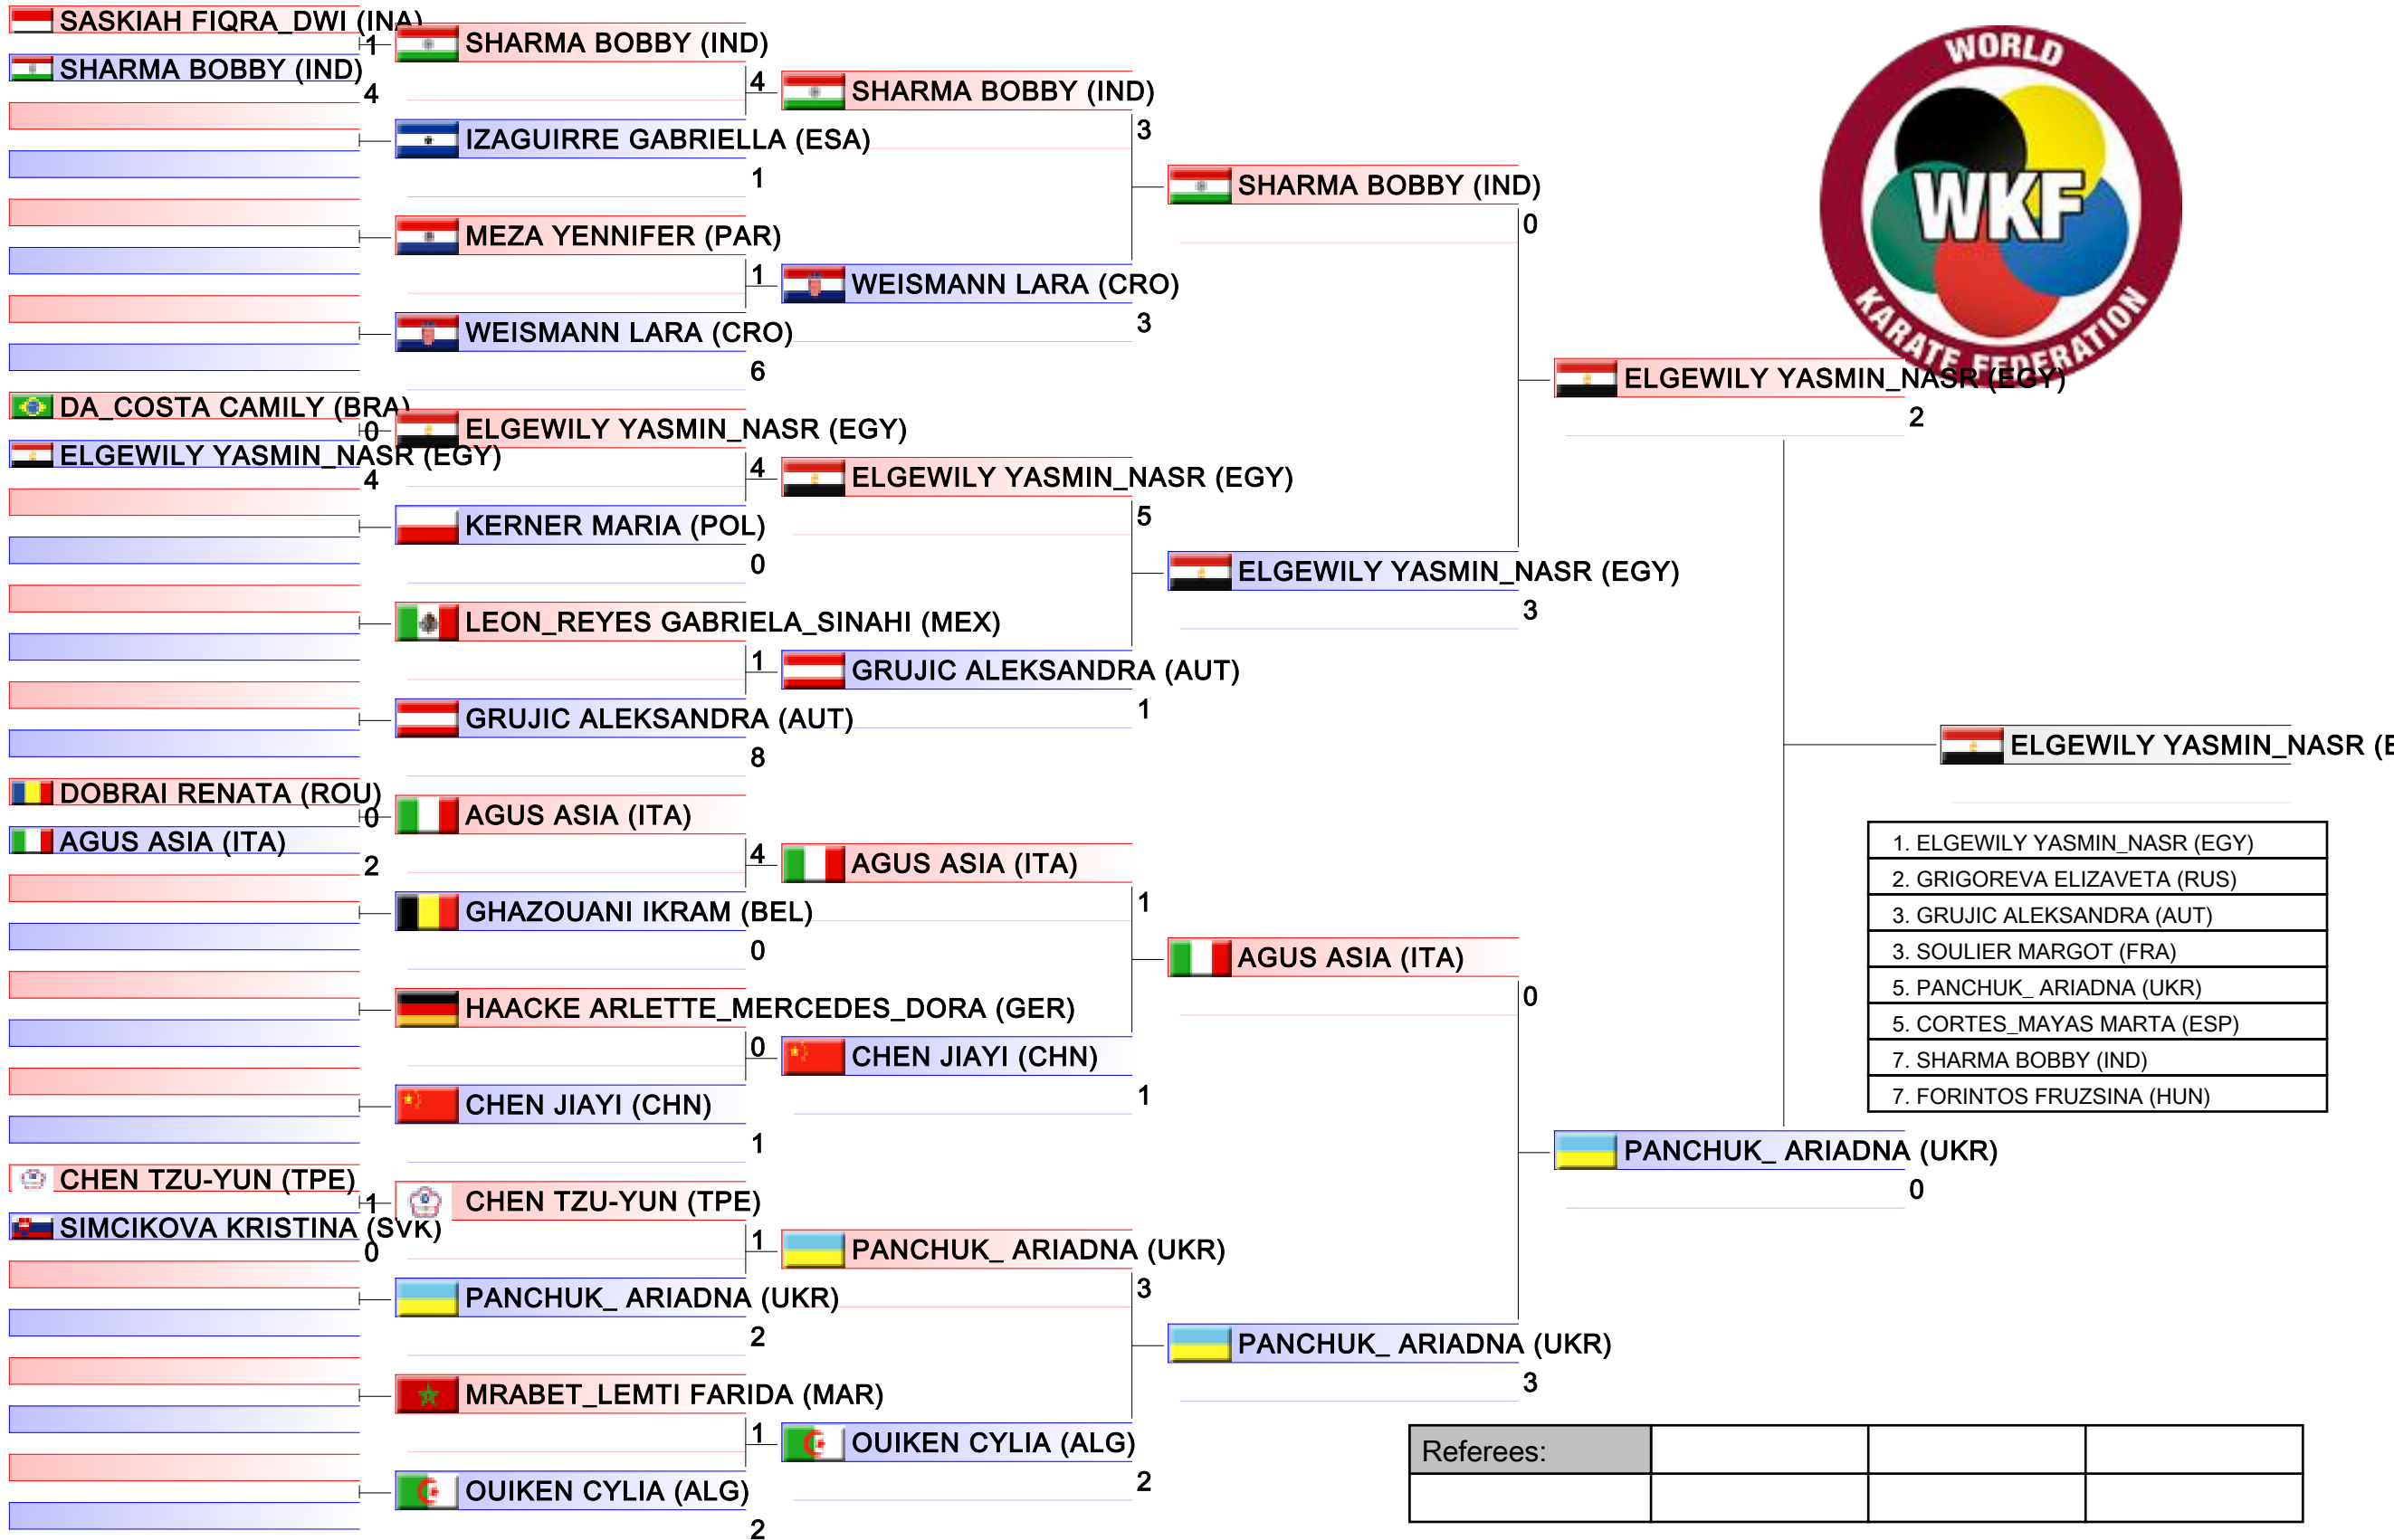 SASKIAH FIQRA_DWI (INA)
1
SHARMA BOBBY (IND)
4
DA_COSTA CAMILY (BRA)
0
ELGEWILY YASMIN_NASR (EGY)
4
DOBRAI RENATA (ROU)
0
AGUS ASIA (ITA)
2
CHEN TZU-YUN (TPE)
1
SIMCIKOVA KRISTINA (SVK)
0
SHARMA BOBBY (IND)
4
IZAGUIRRE GABRIELLA (ESA)
1
MEZA YENNIFER (PAR)
1
WEISMANN LARA (CRO)
6
ELGEWILY YASMIN_NASR (EGY)
4
KERNER MARIA (POL)
0
LEON_REYES GABRIELA_SINAHI (MEX)
1
GRUJIC ALEKSANDRA (AUT)
8
AGUS ASIA (ITA)
4
GHAZOUANI IKRAM (BEL)
0
HAACKE ARLETTE_MERCEDES_DORA (GER)
0
CHEN JIAYI (CHN)
1
CHEN TZU-YUN (TPE)
1
PANCHUK_ ARIADNA (UKR)
2
MRABET_LEMTI FARIDA (MAR)
1
OUIKEN CYLIA (ALG)
2
SHARMA BOBBY (IND)
3
WEISMANN LARA (CRO)
3
ELGEWILY YASMIN_NASR (EGY)
5
GRUJIC ALEKSANDRA (AUT)
1
AGUS ASIA (ITA)
1
CHEN JIAYI (CHN)
1
PANCHUK_ ARIADNA (UKR)
3
OUIKEN CYLIA (ALG)
2
SHARMA BOBBY (IND)
0
ELGEWILY YASMIN_NASR (EGY)
3
AGUS ASIA (ITA)
0
PANCHUK_ ARIADNA (UKR)
3
WORLD
WKF
KARATE FEDERATION
ELGEWILY YASMIN_NASR (EGY)
2
PANCHUK_ ARIADNA (UKR)
0
ELGEWILY YASMIN_NASR (E
1. ELGEWILY YASMIN_NASR (EGY)
2. GRIGOREVA ELIZAVETA (RUS)
3. GRUJIC ALEKSANDRA (AUT)
3. SOULIER MARGOT (FRA)
5. PANCHUK_ ARIADNA (UKR)
5. CORTES_MAYAS MARTA (ESP)
7. SHARMA BOBBY (IND)
7. FORINTOS FRUZSINA (HUN)
Referees: